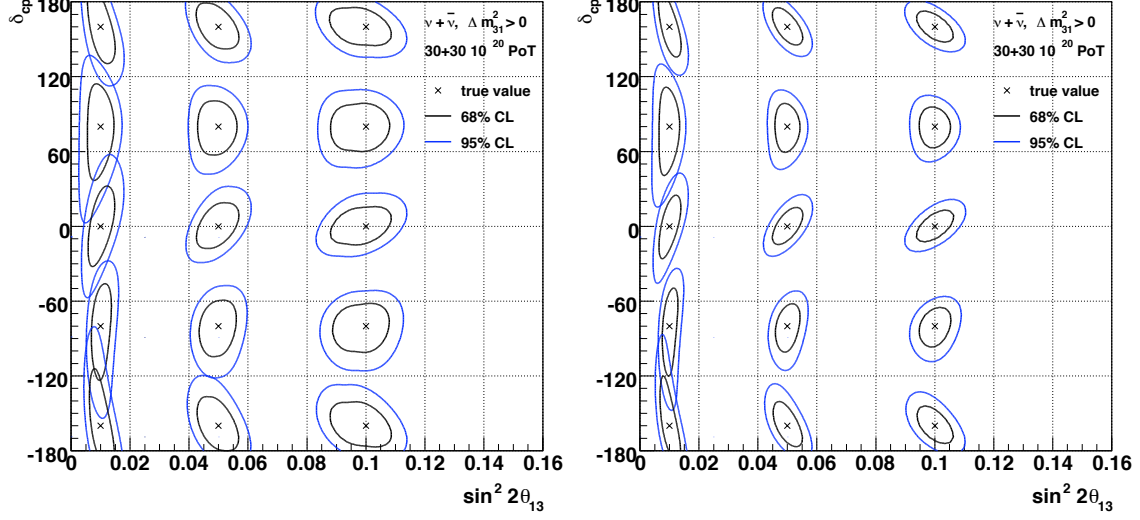 δcp
180
120
60
0
-60
-120
-180
0 0.02 0.04 0.06 0.08 0.1 0.12 0.14 0.16
sin² 2θ₁₃
ν + ν̄, Δ m²₃₁ > 0
30+30 10²⁰ PoT
× true value
68% CL
95% CL
δcp
180
120
60
0
-60
-120
-180
0 0.02 0.04 0.06 0.08 0.1 0.12 0.14 0.16
sin² 2θ₁₃
ν + ν̄, Δ m²₃₁ > 0
30+30 10²⁰ PoT
× true value
68% CL
95% CL